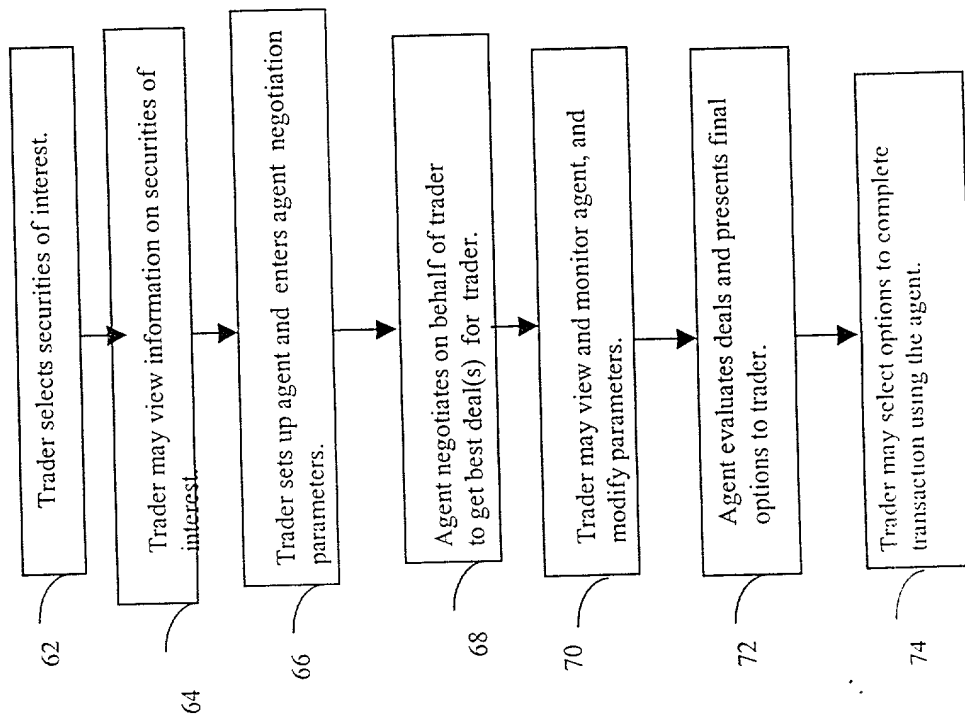 62
Trader selects securities of interest.
64
Trader may view information on securities of
interest.
66
Trader sets up agent and enters agent negotiation
parameters.
68
Agent negotiates on behalf of trader
to get best deal(s) for trader.
70
Trader may view and monitor agent, and
modify parameters.
72
Agent evaluates deals and presents final
options to trader.
74
Trader may select options to complete
transaction using the agent.